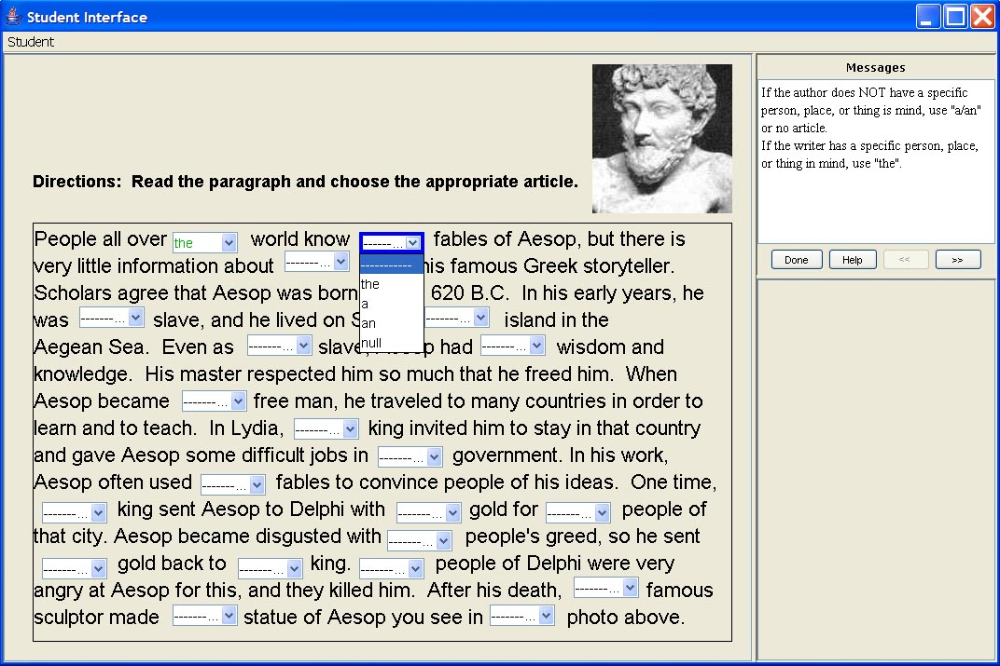 Student Interface
Student
Directions: Read the paragraph and choose the appropriate article.
People all over the world know ------... fables of Aesop, but there is
-----------
the
a
an
null
very little information about -------... his famous Greek storyteller.
Scholars agree that Aesop was born 620 B.C. In his early years, he
was -------... slave, and he lived on -------... island in the
Aegean Sea. Even as -------... slave, had -------... wisdom and
knowledge. His master respected him so much that he freed him. When
Aesop became -------... free man, he traveled to many countries in order to
learn and to teach. In Lydia, -------... king invited him to stay in that country
and gave Aesop some difficult jobs in -------... government. In his work,
Aesop often used -------... fables to convince people of his ideas. One time,
-------... king sent Aesop to Delphi with -------... gold for -------... people of
that city. Aesop became disgusted with -------... people's greed, so he sent
-------... gold back to -------... king. -------... people of Delphi were very
angry at Aesop for this, and they killed him. After his death, -------... famous
sculptor made -------... statue of Aesop you see in -------... photo above.
Messages
If the author does NOT have a specific
person, place, or thing is mind, use "a/an"
or no article.
If the writer has a specific person, place,
or thing in mind, use "the".
Done Help << >>